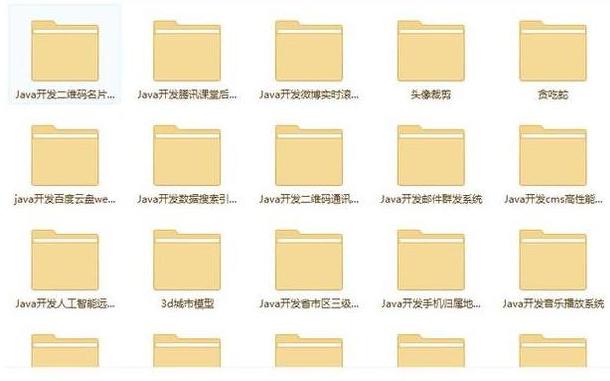 Java开发二维码名片...
Java开发腾讯课堂后...
Java开发微博实时滚...
头像裁剪
贪吃蛇
java开发百度云盘we...
Java开发数据搜索引...
Java开发二维码通讯...
Java开发邮件群发系统
Java开发cms高性能...
Java开发人工智能远...
3d城市模型
Java开发省市区三级...
Java开发手机归属地...
Java开发音乐播放系统